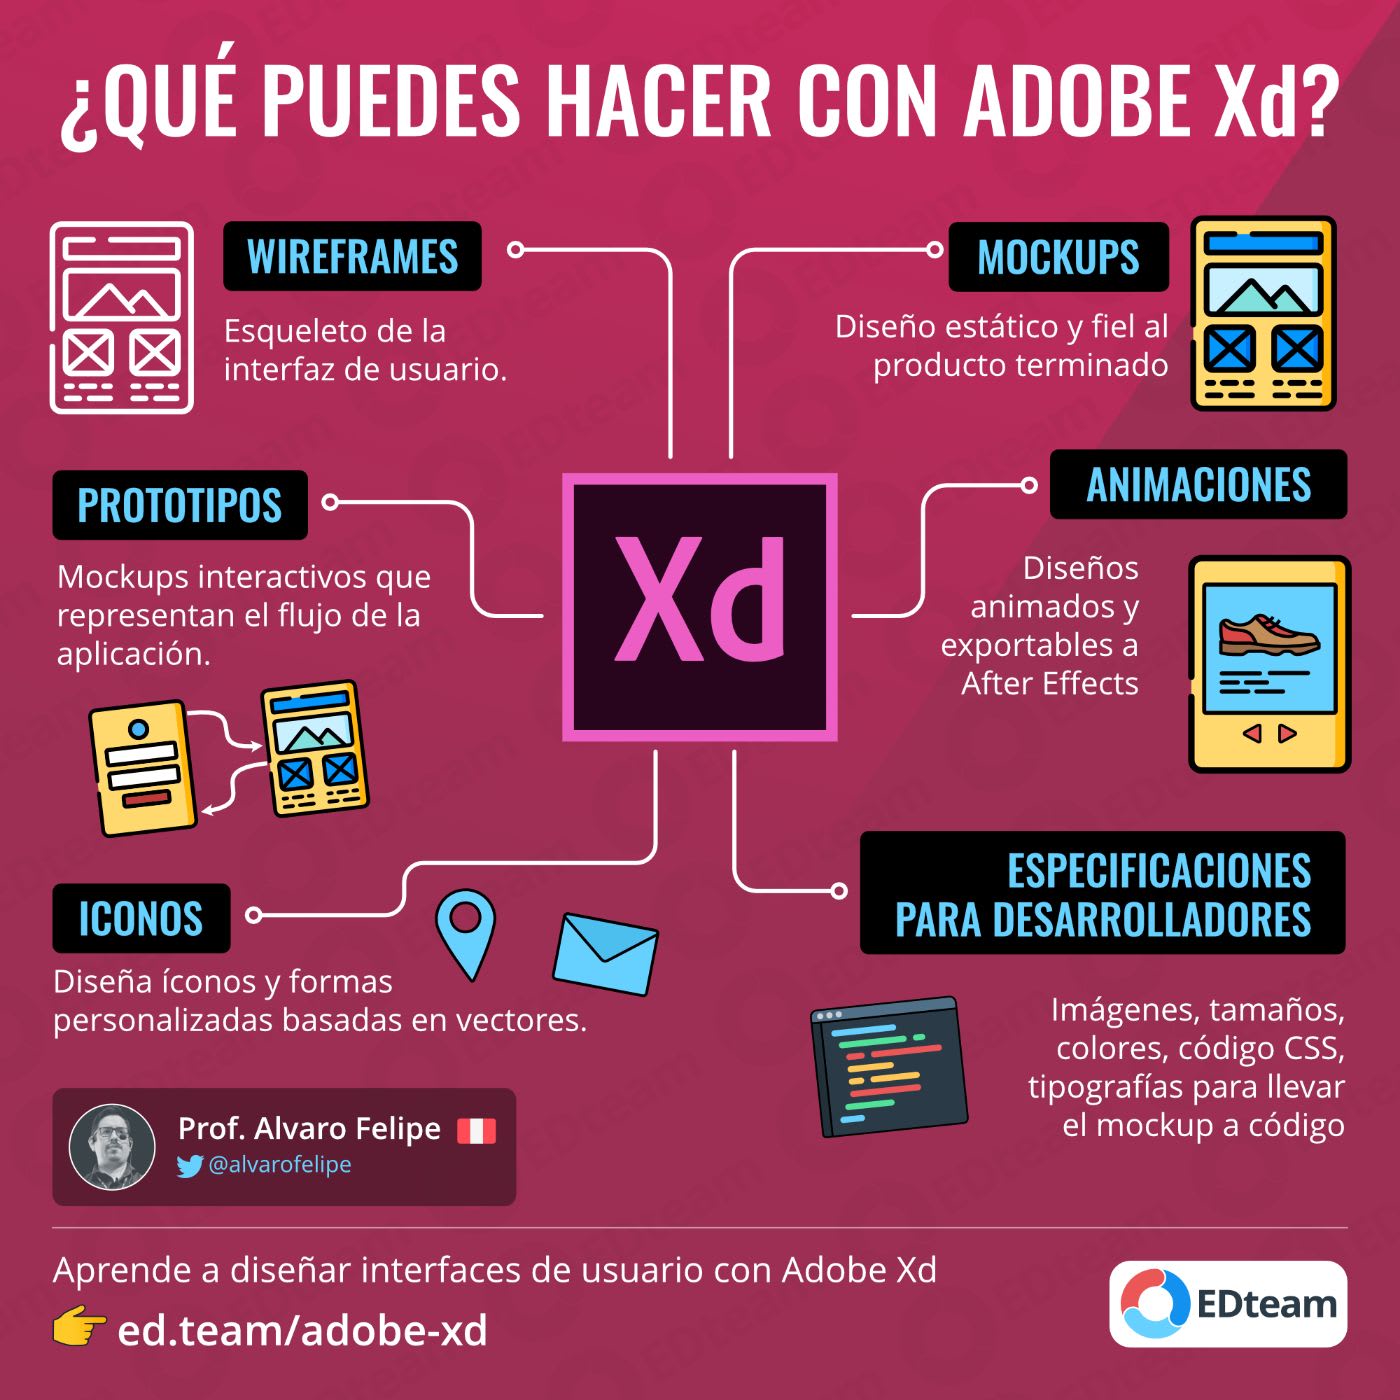 ¿QUÉ PUEDES HACER CON ADOBE Xd?
WIREFRAMES
Esqueleto de la
interfaz de usuario.
MOCKUPS
Diseño estático y fiel al
producto terminado
PROTOTIPOS
Mockups interactivos que
representan el flujo de la
aplicación.
Xd
ANIMACIONES
Diseños
animados y
exportables a
After Effects
ICONOS
Diseña íconos y formas
personalizadas basadas en vectores.
ESPECIFICACIONES
PARA DESARROLLADORES
Imágenes, tamaños,
colores, código CSS,
tipografías para llevar
el mockup a código
Prof. Alvaro Felipe
@alvarofelipe
Aprende a diseñar interfaces de usuario con Adobe Xd
ed.team/adobe-xd
EDteam